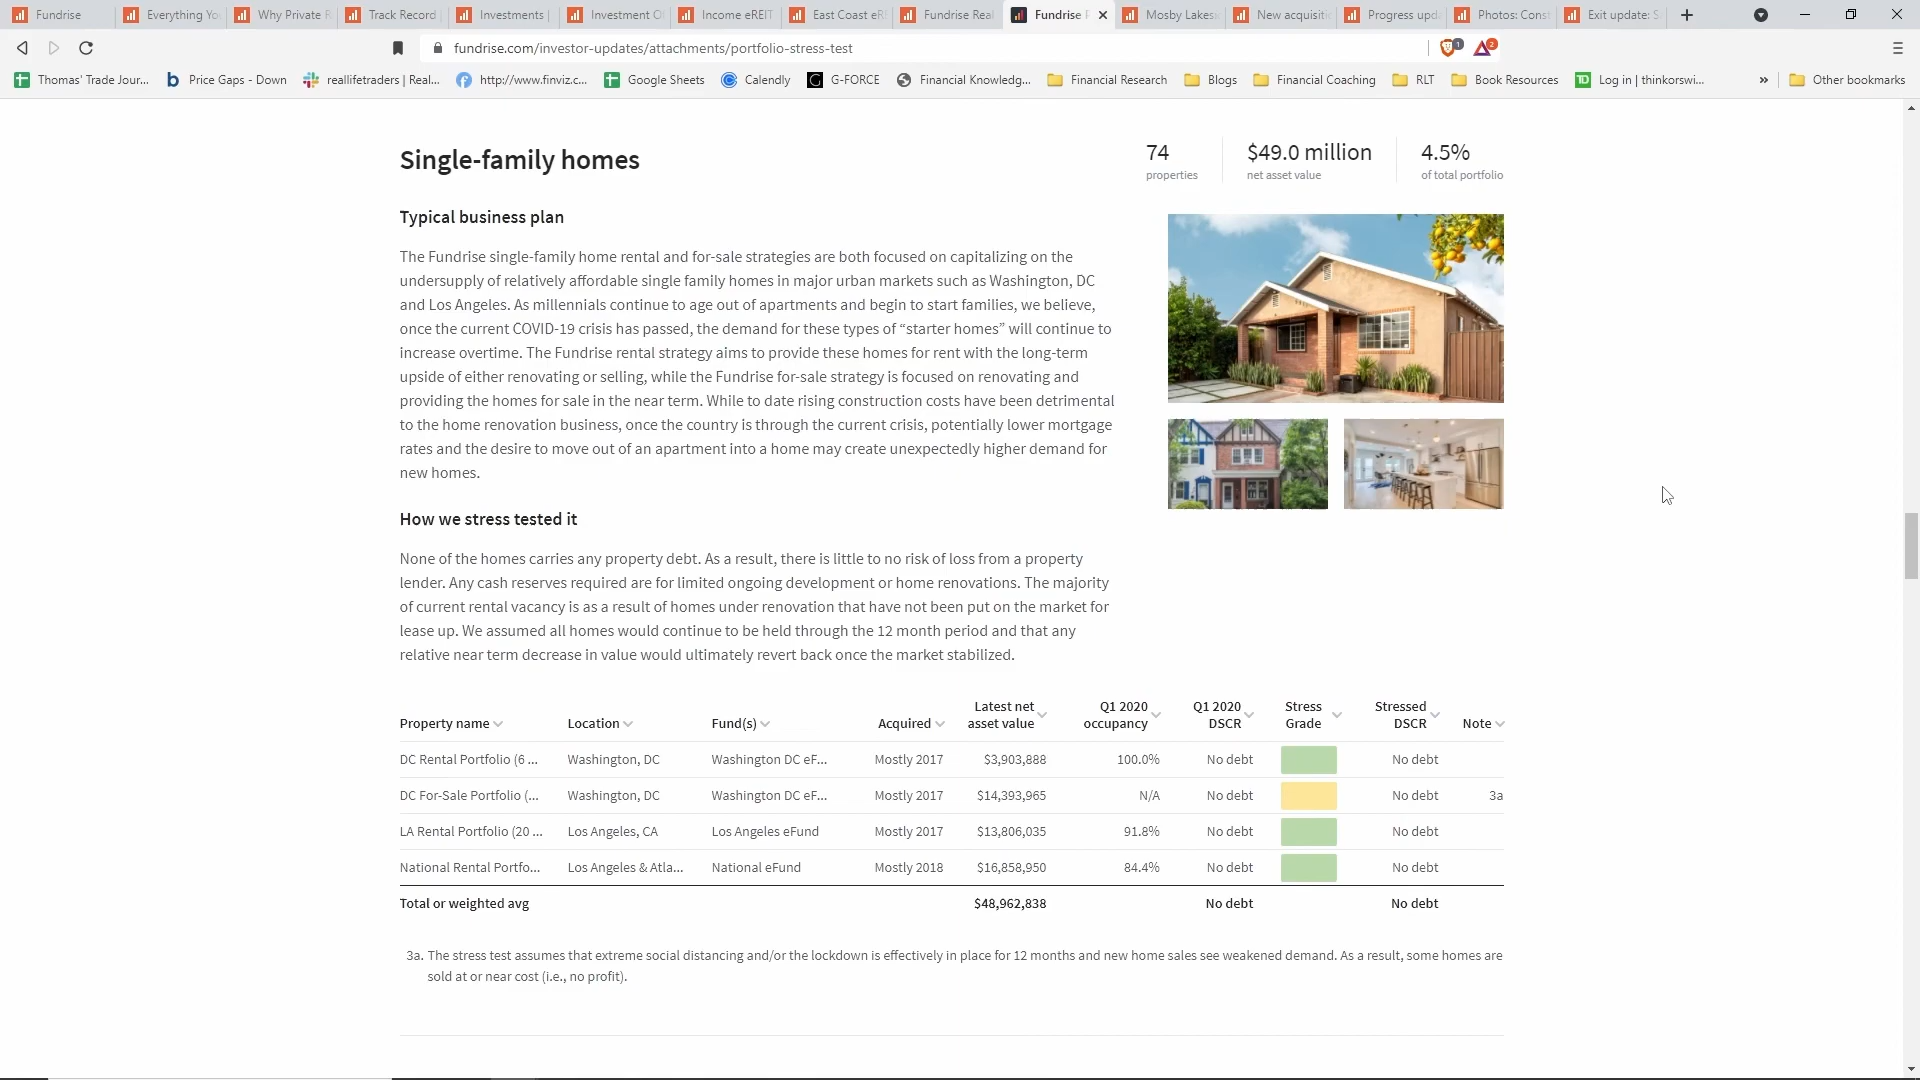 Fundrise
Everything Yo
Why Private R
Track Record
Investments |
Investment O
Income eREIT
East Coast eR
Fundrise Real
Fundrise P
Mosby Lakesi
New acquisitio
Progress upd
Photos: Const
Exit update: S
fundrise.com/investor-updates/attachments/portfolio-stress-test
1
2
Thomas' Trade Jour...
Price Gaps - Down
reallifetraders | Real...
http://www.finviz.c...
Google Sheets
Calendly
G-FORCE
Financial Knowledg...
Financial Research
Blogs
Financial Coaching
RLT
Book Resources
Log in | thinkorswi...
»
Other bookmarks
Single-family homes
74
properties
$49.0 million
net asset value
4.5%
of total portfolio
Typical business plan
The Fundrise single-family home rental and for-sale strategies are both focused on capitalizing on the
undersupply of relatively affordable single family homes in major urban markets such as Washington, DC
and Los Angeles. As millennials continue to age out of apartments and begin to start families, we believe,
once the current COVID-19 crisis has passed, the demand for these types of “starter homes” will continue to
increase overtime. The Fundrise rental strategy aims to provide these homes for rent with the long-term
upside of either renovating or selling, while the Fundrise for-sale strategy is focused on renovating and
providing the homes for sale in the near term. While to date rising construction costs have been detrimental
to the home renovation business, once the country is through the current crisis, potentially lower mortgage
rates and the desire to move out of an apartment into a home may create unexpectedly higher demand for
new homes.
How we stress tested it
None of the homes carries any property debt. As a result, there is little to no risk of loss from a property
lender. Any cash reserves required are for limited ongoing development or home renovations. The majority
of current rental vacancy is as a result of homes under renovation that have not been put on the market for
lease up. We assumed all homes would continue to be held through the 12 month period and that any
relative near term decrease in value would ultimately revert back once the market stabilized.
Property name Location Fund(s) Acquired Latest net asset value Q1 2020 occupancy Q1 2020 DSCR Stress Grade Stressed DSCR Note
DC Rental Portfolio (6 ... Washington, DC Washington DC eF... Mostly 2017 $3,903,888 100.0% No debt No debt
DC For-Sale Portfolio (... Washington, DC Washington DC eF... Mostly 2017 $14,393,965 N/A No debt No debt 3a
LA Rental Portfolio (20 ... Los Angeles, CA Los Angeles eFund Mostly 2017 $13,806,035 91.8% No debt No debt
National Rental Portfo... Los Angeles & Atla... National eFund Mostly 2018 $16,858,950 84.4% No debt No debt
Total or weighted avg $48,962,838 No debt No debt
3a. The stress test assumes that extreme social distancing and/or the lockdown is effectively in place for 12 months and new home sales see weakened demand. As a result, some homes are
sold at or near cost (i.e., no profit).